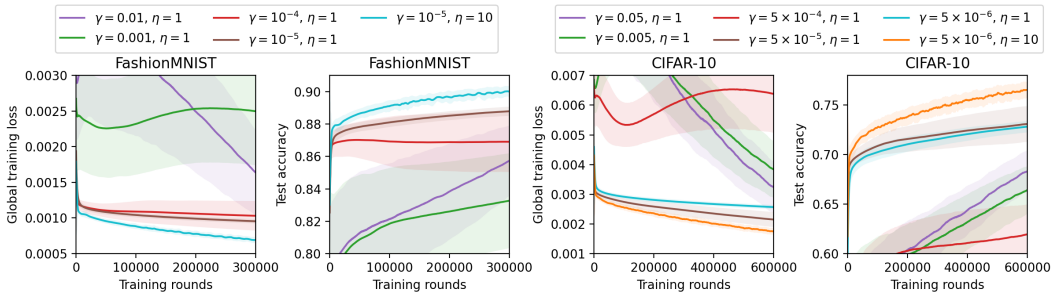 γ = 0.01, η = 1
γ = 10⁻⁴, η = 1
γ = 10⁻⁵, η = 10
γ = 0.001, η = 1
γ = 10⁻⁵, η = 1
γ = 0.05, η = 1
γ = 5 × 10⁻⁴, η = 1
γ = 5 × 10⁻⁶, η = 1
γ = 0.005, η = 1
γ = 5 × 10⁻⁵, η = 1
γ = 5 × 10⁻⁶, η = 10
FashionMNIST
Global training loss
0.0030
0.0025
0.0020
0.0015
0.0010
0.0005
0
100000
200000
300000
Training rounds
FashionMNIST
Test accuracy
0.90
0.88
0.86
0.84
0.82
0.80
0
100000
200000
300000
Training rounds
CIFAR-10
Global training loss
0.007
0.006
0.005
0.004
0.003
0.002
0.001
0
200000
400000
600000
Training rounds
CIFAR-10
Test accuracy
0.75
0.70
0.65
0.60
0
200000
400000
600000
Training rounds